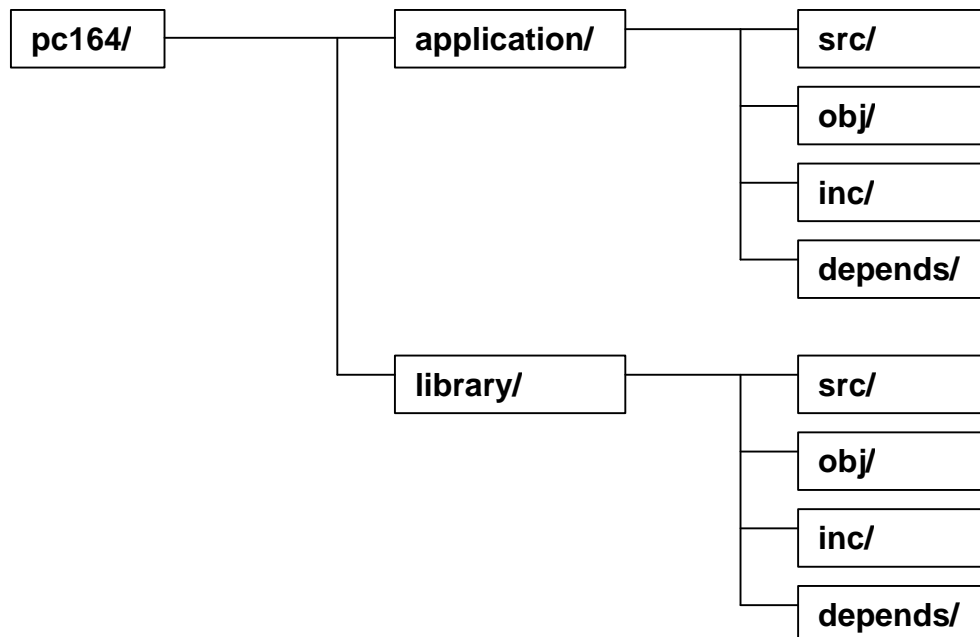 pc164/
application/
src/
obj/
inc/
depends/
library/
src/
obj/
inc/
depends/